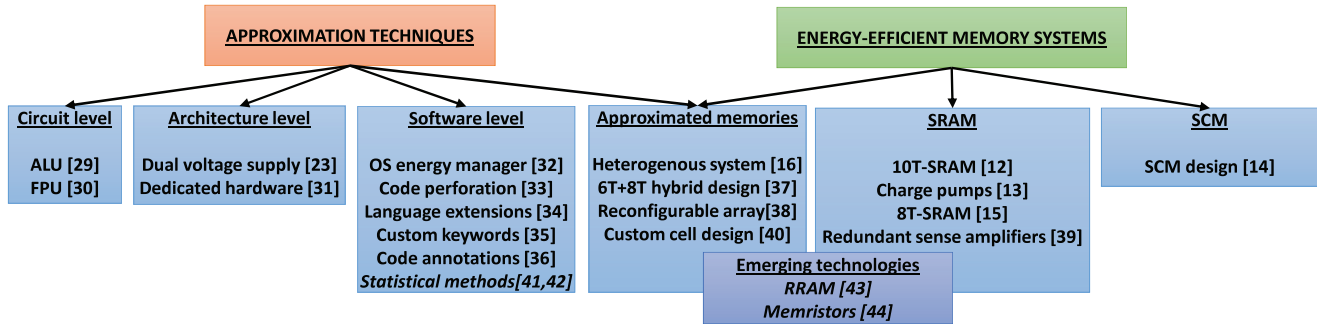 APPROXIMATION TECHNIQUES
ENERGY-EFFICIENT MEMORY SYSTEMS
Circuit level
ALU [29]
FPU [30]
Architecture level
Dual voltage supply [23]
Dedicated hardware [31]
Software level
OS energy manager [32]
Code perforation [33]
Language extensions [34]
Custom keywords [35]
Code annotations [36]
Statistical methods[41,42]
Approximated memories
Heterogenous system [16]
6T+8T hybrid design [37]
Reconfigurable array[38]
Custom cell design [40]
SRAM
10T-SRAM [12]
Charge pumps [13]
8T-SRAM [15]
Redundant sense amplifiers [39]
SCM
SCM design [14]
Emerging technologies
RRAM [43]
Memristors [44]